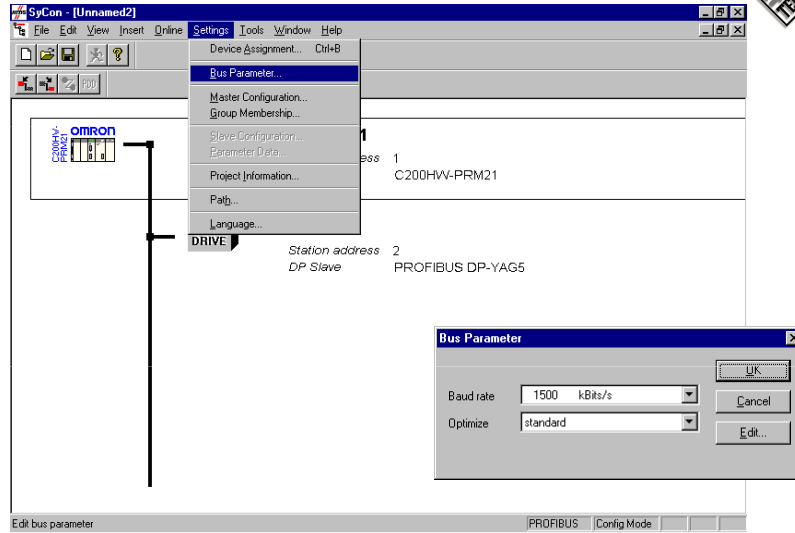 SyCon - [Unnamed2]
File Edit View Insert Online Settings Tools Window Help
Device Assignment... Ctrl+B
Bus Parameter...
Master Configuration...
Group Membership...
Slave Configuration...
Parameter Data...
Project Information...
Path...
Language...
PDD
C200HW-
PRM21
OMRON
1
ess 1
C200HW-PRM21
DRIVE
Station address 2
DP Slave PROFIBUS DP-YAG5
Bus Parameter
Baud rate 1500 kBits/s
Optimize standard
OK
Cancel
Edit...
Edit bus parameter PROFIBUS Config Mode